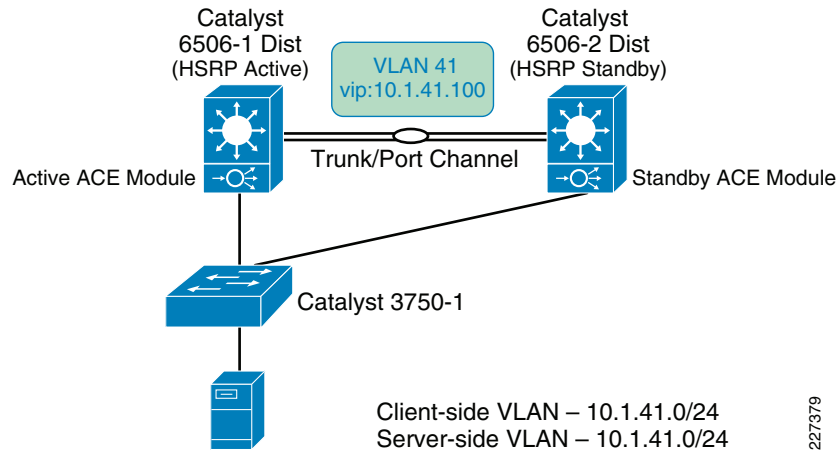 Catalyst
6506-1 Dist
(HSRP Active)
Catalyst
6506-2 Dist
(HSRP Standby)
VLAN 41
vip:10.1.41.100
Trunk/Port Channel
Active ACE Module
Standby ACE Module
Catalyst 3750-1
Client-side VLAN – 10.1.41.0/24
Server-side VLAN – 10.1.41.0/24
227379